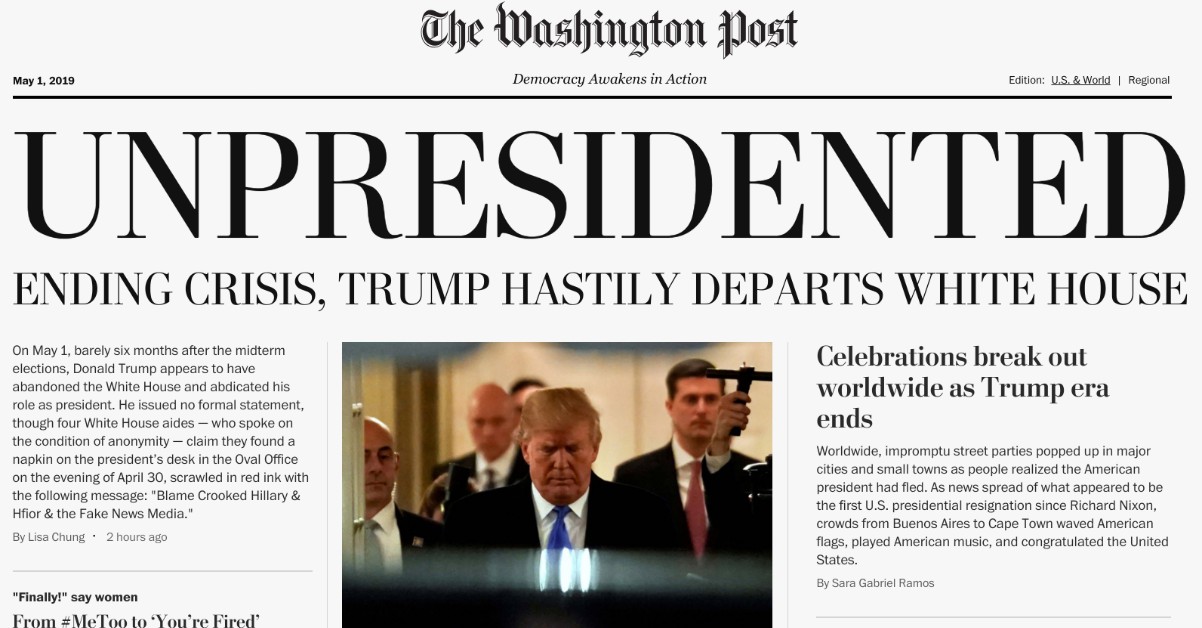 The Washington Post
May 1, 2019
Democracy Awakens in Action
Edition: U.S. & World | Regional
UNPRESIDENTED
ENDING CRISIS, TRUMP HASTILY DEPARTS WHITE HOUSE
On May 1, barely six months after the midterm
elections, Donald Trump appears to have
abandoned the White House and abdicated his
role as president. He issued no formal statement,
though four White House aides — who spoke on
the condition of anonymity — claim they found a
napkin on the president's desk in the Oval Office
on the evening of April 30, scrawled in red ink with
the following message: "Blame Crooked Hillary &
Hfior & the Fake News Media."
By Lisa Chung · 2 hours ago
"Finally!" say women
From #MeToo to ‘You’re Fired’
Celebrations break out
worldwide as Trump era
ends
Worldwide, impromptu street parties popped up in major
cities and small towns as people realized the American
president had fled. As news spread of what appeared to be
the first U.S. presidential resignation since Richard Nixon,
crowds from Buenos Aires to Cape Town waved American
flags, played American music, and congratulated the United
States.
By Sara Gabriel Ramos